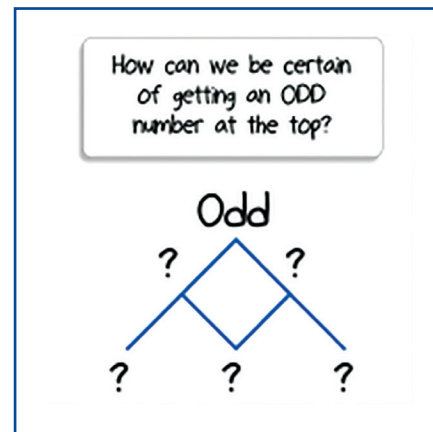 How can we be certain
of getting an ODD
number at the top?
Odd
? ?
? ? ?